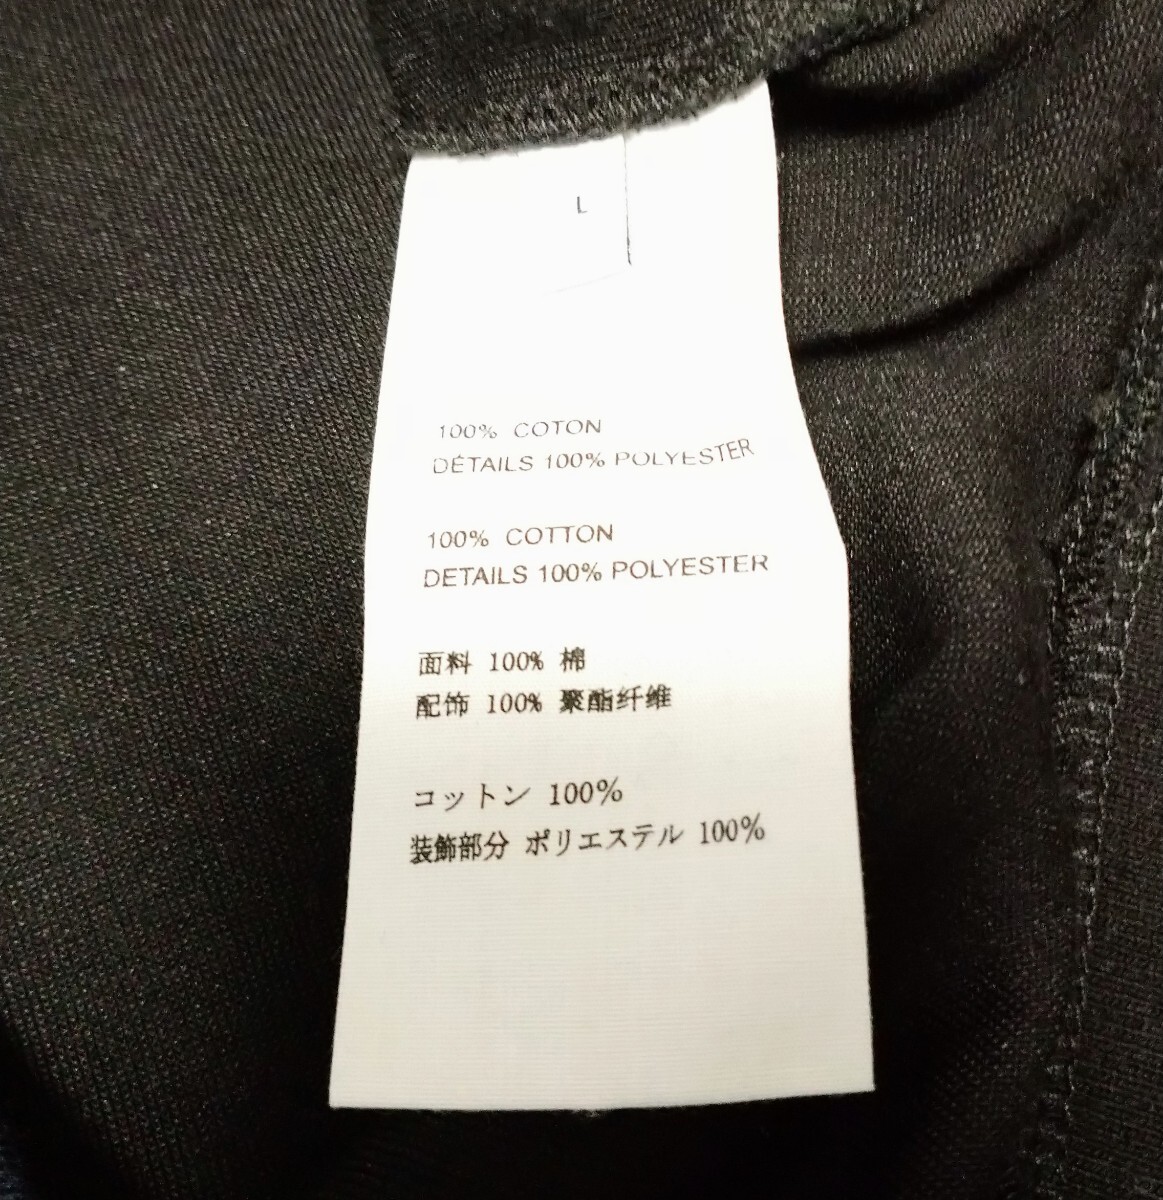 L
100% COTON
DÉTAILS 100% POLYESTER
100% COTTON
DETAILS 100% POLYESTER
面料 100% 棉
配饰 100% 聚酯纤维
コットン 100%
装飾部分 ポリエステル 100%